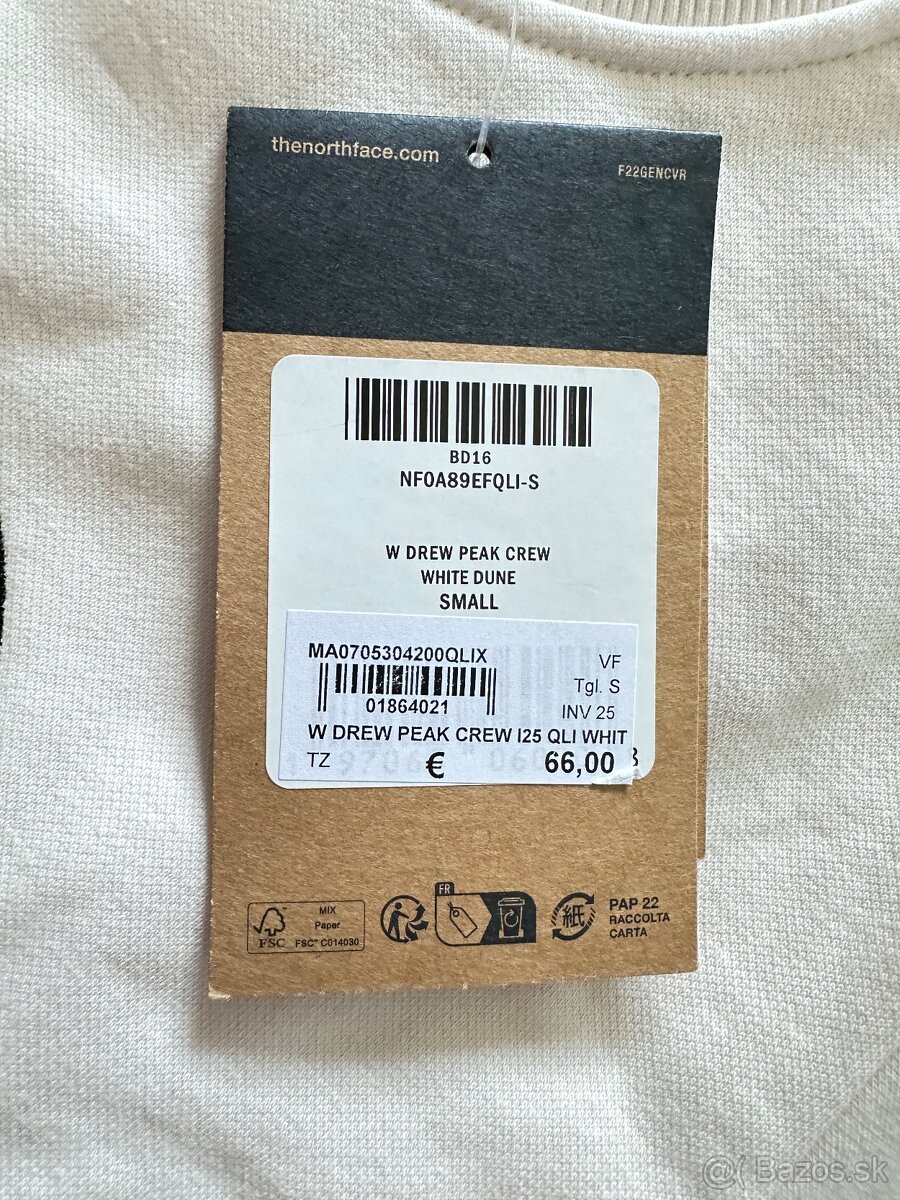 thenorthface.com
F22GENCVR
BD16
NF0A89EFQLI-S
W DREW PEAK CREW
WHITE DUNE
SMALL
MA0705304200QLIX
VF
Tgl. S
01864021
INV 25
W DREW PEAK CREW I25 QLI WHIT
TZ € 66,00
FSC
MIX
Paper
FSC™ C014030
FR
紙
PAP 22
RACCOLTA
CARTA
@ Bazos.sk